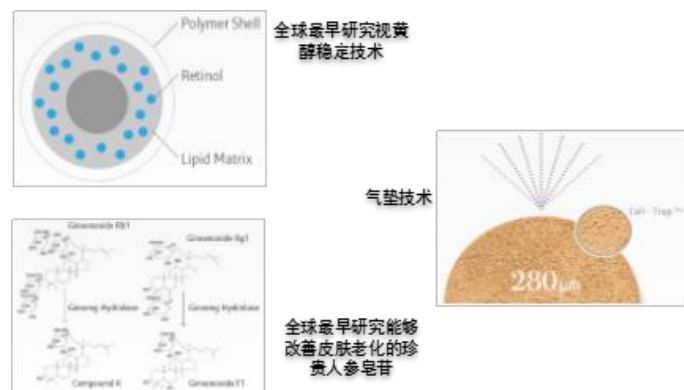 Polymer Shell
Retinol
Lipid Matrix
全球最早研究视黄
醇稳定技术
气垫技术
Cell - Trap™
280μm
Ginsenoside Rb1
Ginsenoside Rg1
Ginseng Hydrolase
Ginseng Hydrolase
Compound K
Ginsenoside F1
全球最早研究能够
改善皮肤老化的珍
贵人参皂苷